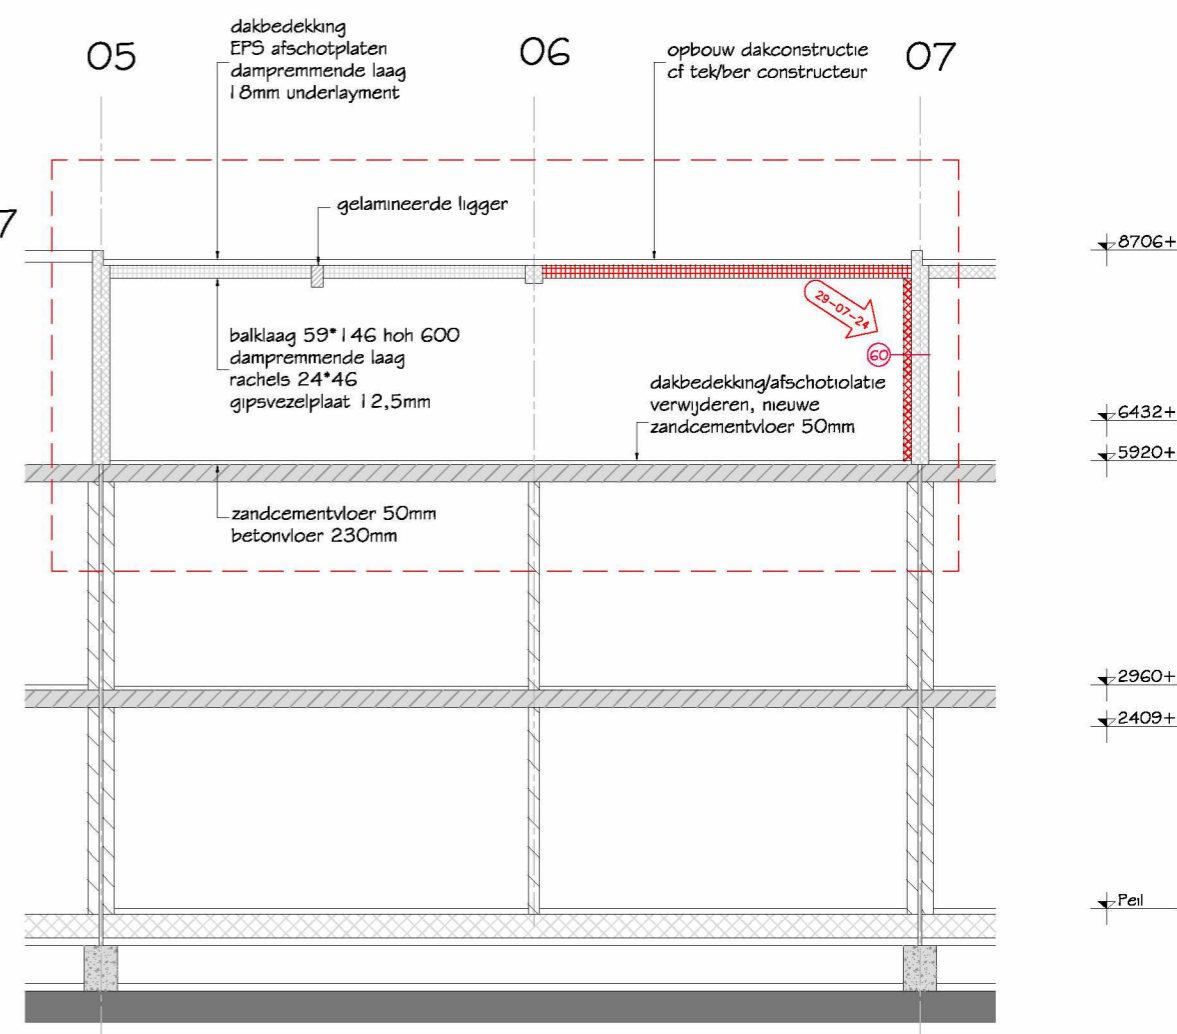 05
06
07
dakbedekking
EPS afschotplaten
dampremmende laag
18mm underlayment
opbouw dakconstructie
cf tek/ber constructeur
7
gelamineerde ligger
8706+
29-07-24
60
balklaag 59*146 hoh 600
dampremmende laag
rachels 24*46
gipsvezelplaat 12,5mm
dakbedekking/afschotiolatie
verwijderen, nieuwe
zandcementvloer 50mm
6432+
5920+
zandcementvloer 50mm
betonvloer 230mm
2960+
2409+
Peil